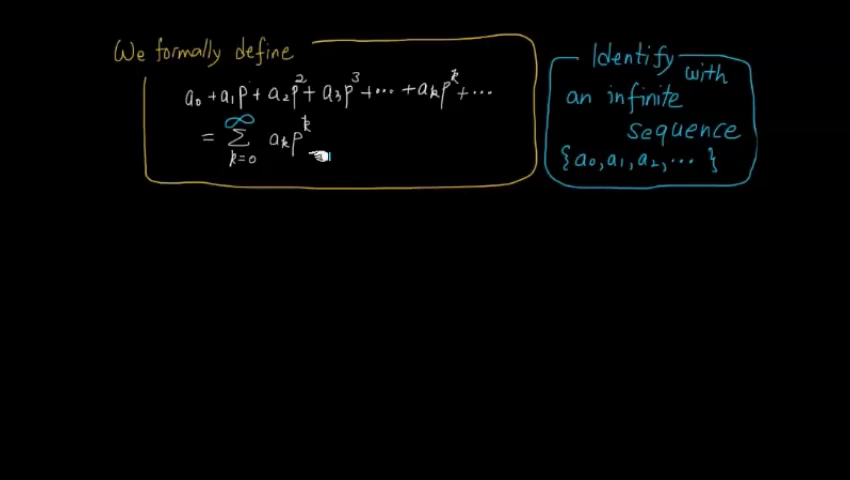 We formally define
a₀ + a₁p + a₂p² + a₃p³ + ··· + aₖpᵏ + ···
= ∑ₖ₌₀^∞ aₖpᵏ
Identify with
an infinite
sequence
{a₀, a₁, a₂, ··· }